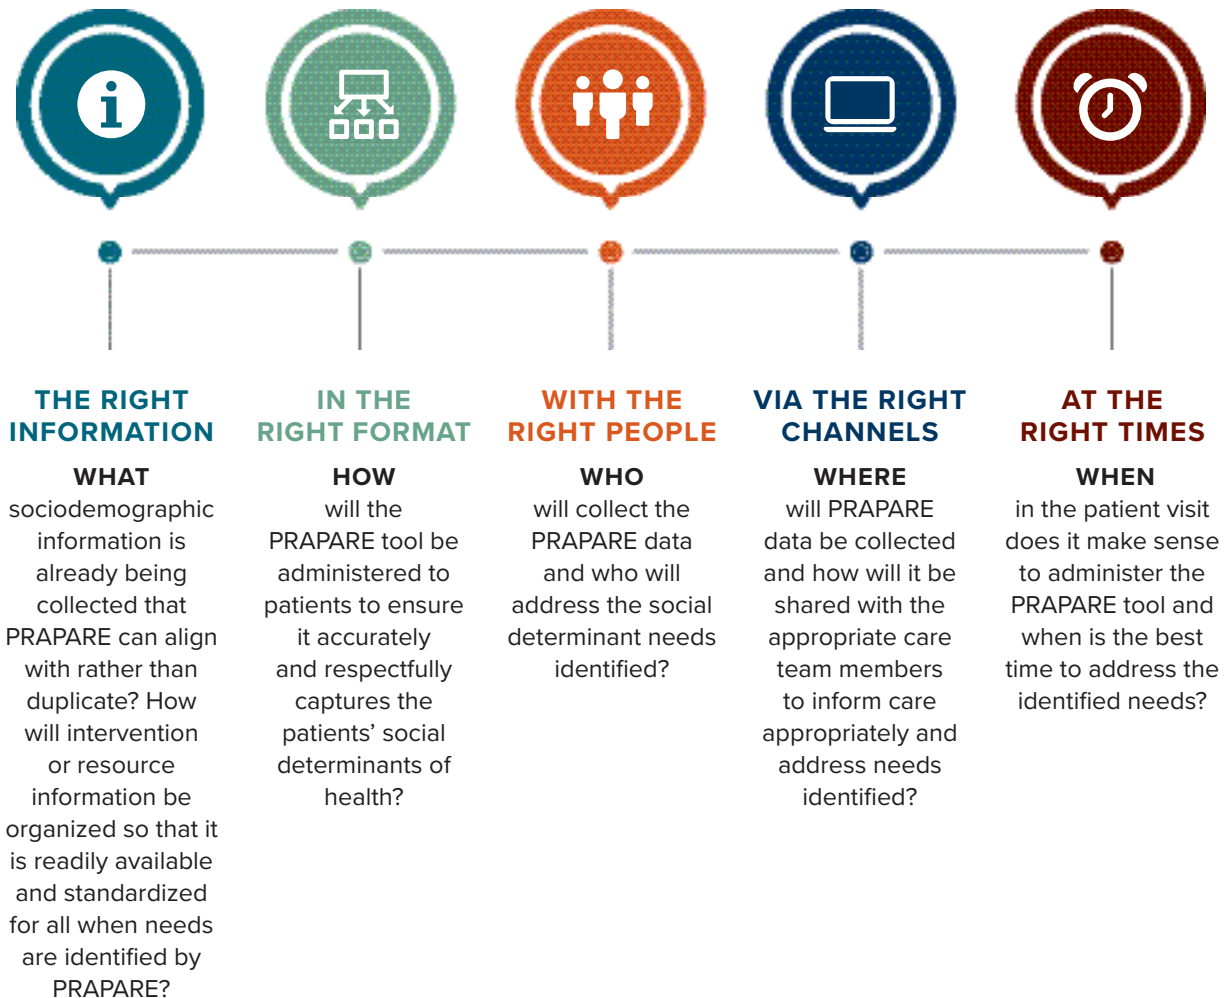 THE RIGHT
INFORMATION
WHAT
sociodemographic
information is
already being
collected that
PRAPARE can align
with rather than
duplicate? How
will intervention
or resource
information be
organized so that it
is readily available
and standardized
for all when needs
are identified by
PRAPARE?
IN THE
RIGHT FORMAT
HOW
will the
PRAPARE tool be
administered to
patients to ensure
it accurately
and respectfully
captures the
patients’ social
determinants of
health?
WITH THE
RIGHT PEOPLE
WHO
will collect the
PRAPARE data
and who will
address the social
determinant needs
identified?
VIA THE RIGHT
CHANNELS
WHERE
will PRAPARE
data be collected
and how will it be
shared with the
appropriate care
team members
to inform care
appropriately and
address needs
identified?
AT THE
RIGHT TIMES
WHEN
in the patient visit
does it make sense
to administer the
PRAPARE tool and
when is the best
time to address the
identified needs?